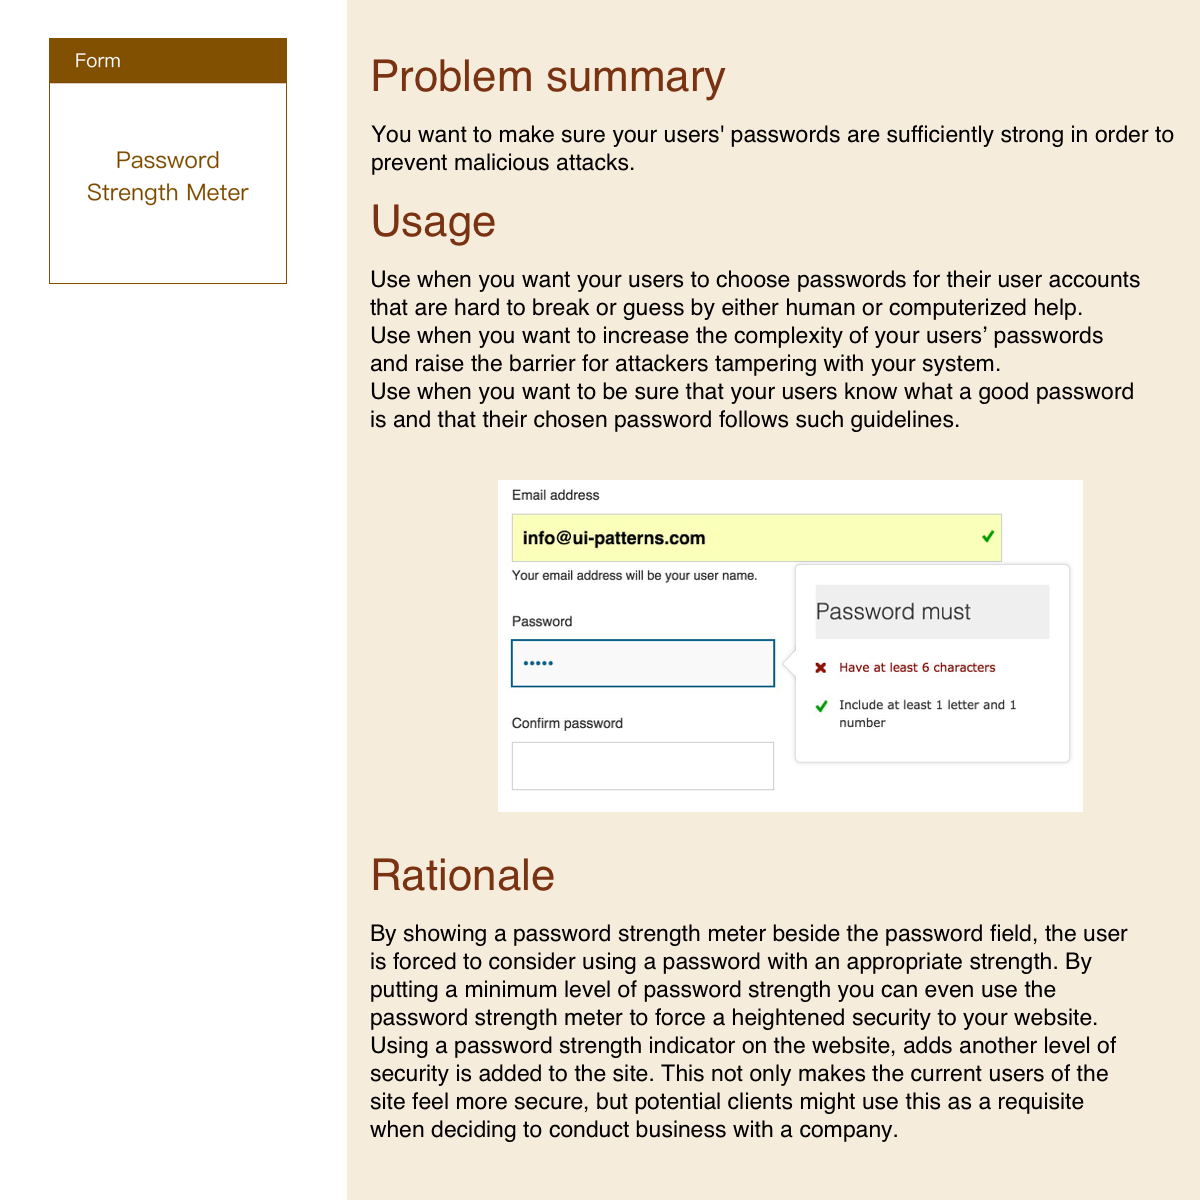 Form
Password
Strength Meter
Problem summary
You want to make sure your users' passwords are sufficiently strong in order to
prevent malicious attacks.
Usage
Use when you want your users to choose passwords for their user accounts
that are hard to break or guess by either human or computerized help.
Use when you want to increase the complexity of your users’ passwords
and raise the barrier for attackers tampering with your system.
Use when you want to be sure that your users know what a good password
is and that their chosen password follows such guidelines.
Email address
info@ui-patterns.com
Your email address will be your user name.
Password
•••••
Confirm password
Password must
Have at least 6 characters
Include at least 1 letter and 1
number
Rationale
By showing a password strength meter beside the password field, the user
is forced to consider using a password with an appropriate strength. By
putting a minimum level of password strength you can even use the
password strength meter to force a heightened security to your website.
Using a password strength indicator on the website, adds another level of
security is added to the site. This not only makes the current users of the
site feel more secure, but potential clients might use this as a requisite
when deciding to conduct business with a company.